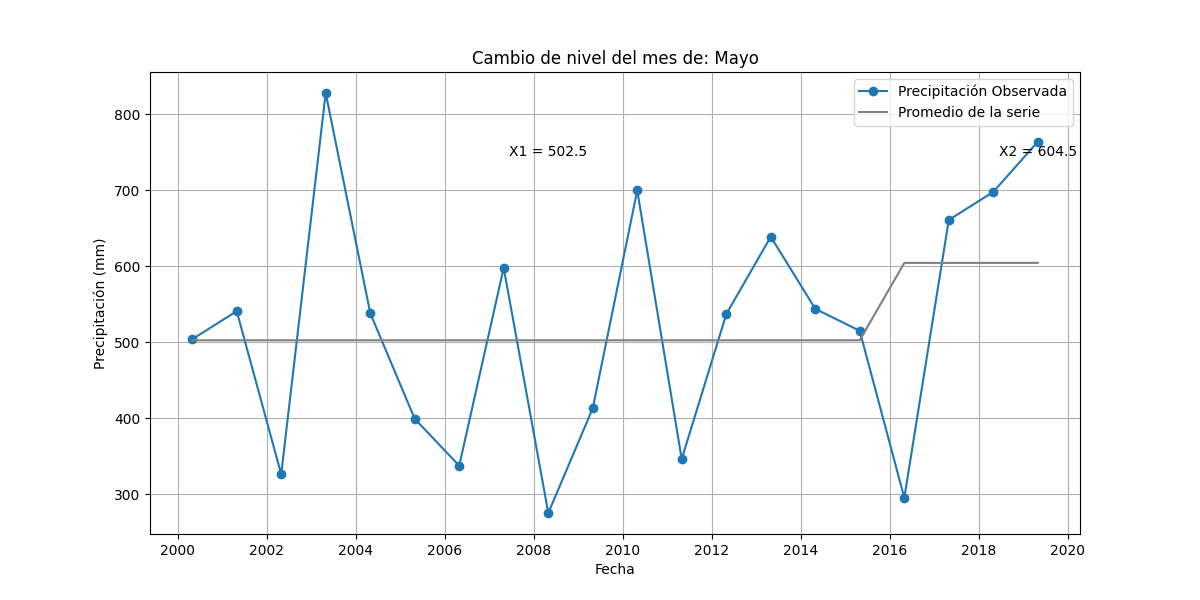 Cambio de nivel del mes de: Mayo
Precipitación Observada
Promedio de la serie
X1 = 502.5
X2 = 604.5
Precipitación (mm)
800
700
600
500
400
300
2000 2002 2004 2006 2008 2010 2012 2014 2016 2018 2020
Fecha